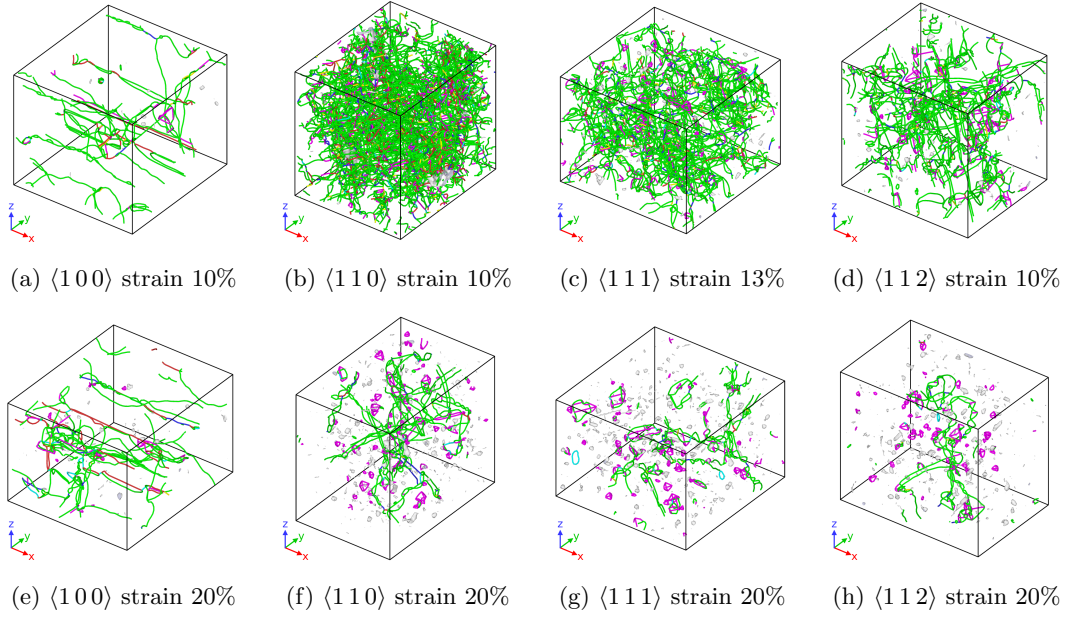 z y x z y x z y x z y x
(a) ⟨1 0 0⟩ strain 10% (b) ⟨1 1 0⟩ strain 10% (c) ⟨1 1 1⟩ strain 13% (d) ⟨1 1 2⟩ strain 10%
z y x z y x z y x z y x
(e) ⟨1 0 0⟩ strain 20% (f) ⟨1 1 0⟩ strain 20% (g) ⟨1 1 1⟩ strain 20% (h) ⟨1 1 2⟩ strain 20%